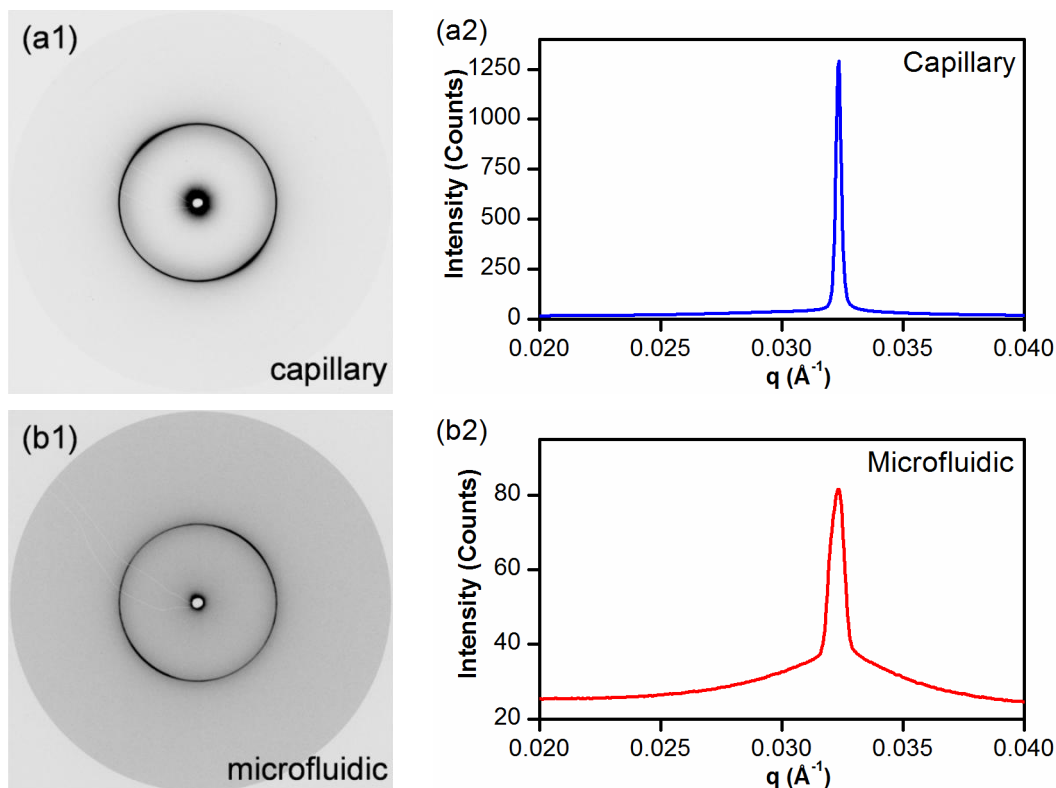 (a1)
capillary
(a2)
Capillary
Intensity (Counts)
1250
1000
750
500
250
0
0.020 0.025 0.030 0.035 0.040
q (Å⁻¹)
(b1)
microfluidic
(b2)
Microfluidic
Intensity (Counts)
80
60
40
20
0.020 0.025 0.030 0.035 0.040
q (Å⁻¹)